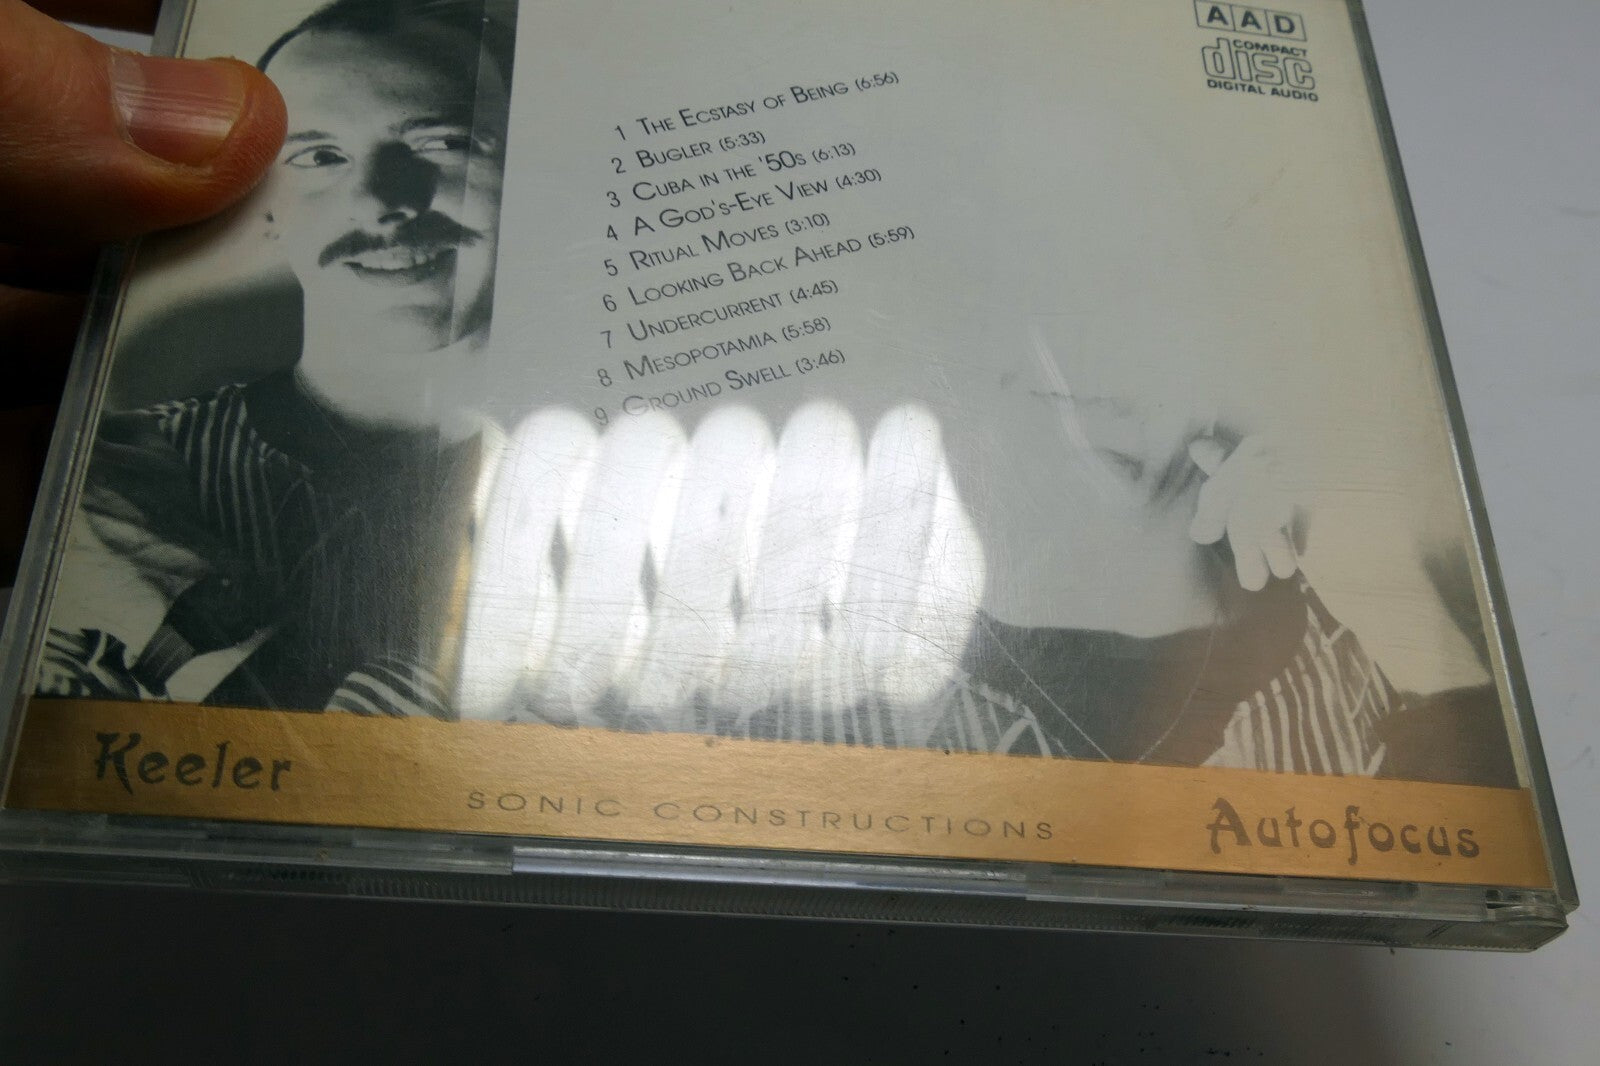 AAD
COMPACT
disc
DIGITAL AUDIO
1 THE ECSTASY OF BEING (6:56)
2 BUGLER (5:33)
3 CUBA IN THE '50S (6:13)
4 A GOD'S-EYE VIEW (4:30)
5 RITUAL MOVES (3:10)
6 LOOKING BACK AHEAD (5:59)
7 UNDERCURRENT (4:45)
8 MESOPOTAMIA (5:58)
9 GROUND SWELL (3:46)
Keeler
SONIC CONSTRUCTIONS
Autofocus